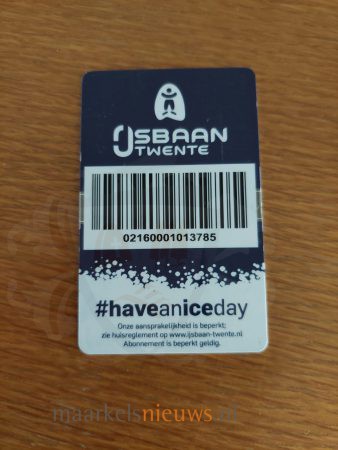 IJSBAAN
TWENTE
02160001013785
#haveaniceday
Onze aansprakelijkheid is beperkt;
zie huisreglement op www.ijsbaan-twente.nl
Abonnement is beperkt geldig.
maarkelsnieuws.nl